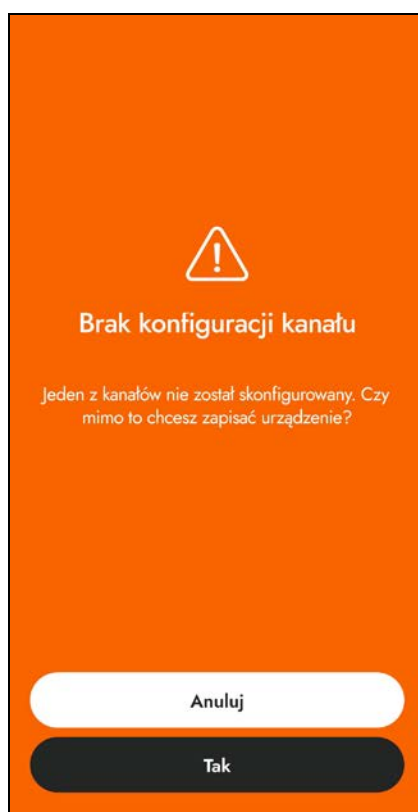 Brak konfiguracji kanału
Jeden z kanałów nie został skonfigurowany. Czy
mimo to chcesz zapisać urządzenie?
Anuluj
Tak